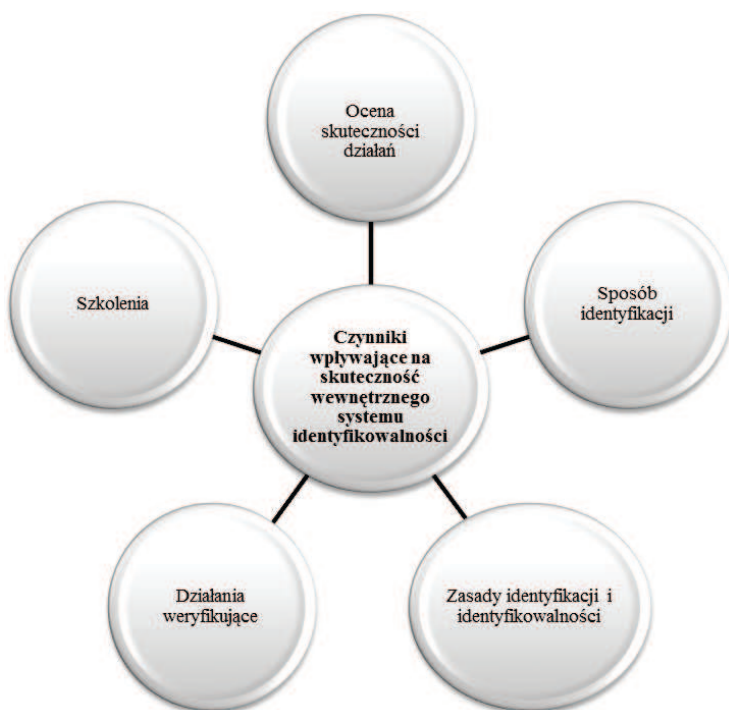 Ocena
skuteczności
działań
Szkolenia
Sposób
identyfikacji
Czynniki
wpływające na
skuteczność
wewnętrznego
systemu
identyfikowalności
Działania
weryfikujące
Zasady identyfikacji i
identyfikowalności